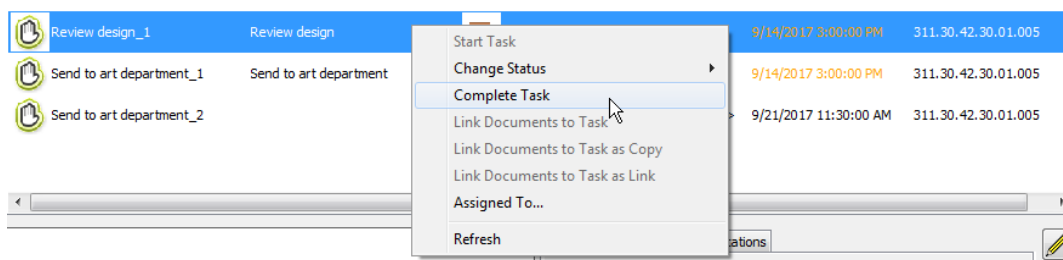 Review design_1 Review design 9/14/2017 3:00:00 PM 311.30.42.30.01.005
Start Task
Change Status
Send to art department_1 Send to art department 9/14/2017 3:00:00 PM 311.30.42.30.01.005
Complete Task
Send to art department_2 9/21/2017 11:30:00 AM 311.30.42.30.01.005
Link Documents to Task
Link Documents to Task as Copy
Link Documents to Task as Link
Assigned To...
Refresh